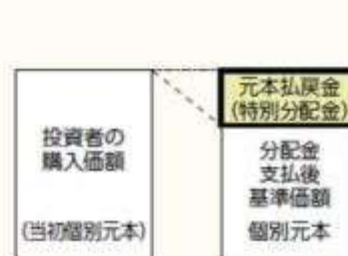 投資者の
購入価額
(当初個別元本)
元本払戻金
(特別分配金)
分配金
支払後
基準価額
個別元本